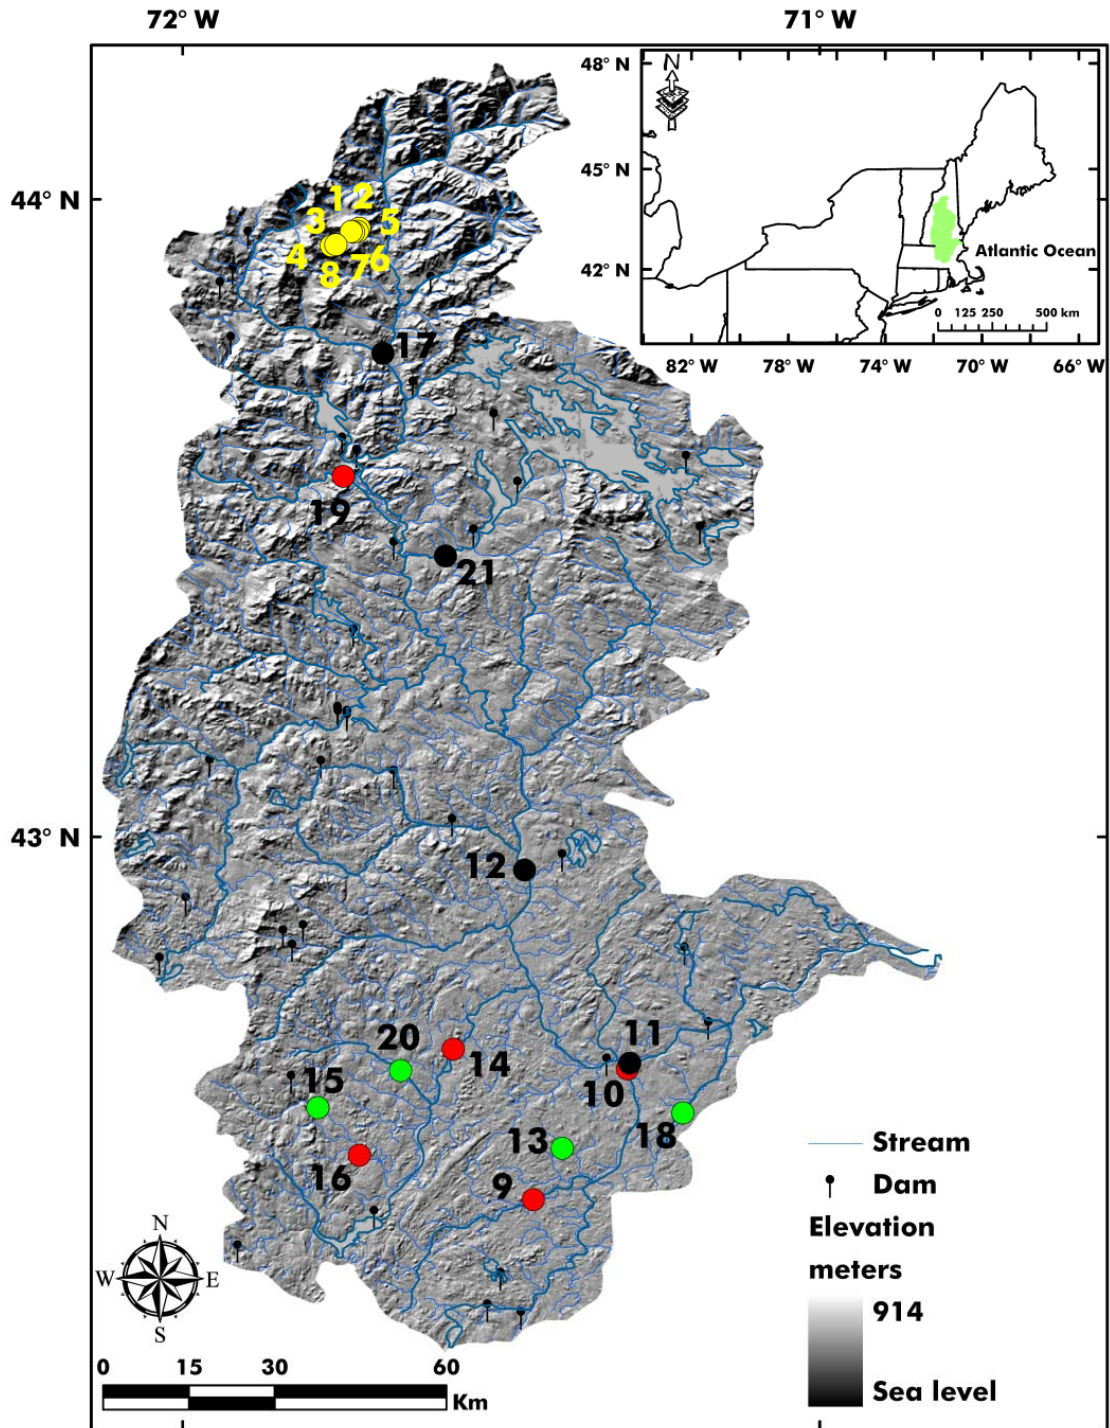 72° W 71° W
48° N
N
45° N
42° N
Atlantic Ocean
0 125 250 500 km
82°W 78°W 74°W 70°W 66°W
44° N
1 2
3 5
4 7 6
8
17
19
21
43° N
12
11
20
14
10
15
18
13
16
9
Stream
Dam
Elevation
meters
914
Sea level
N
W E
S
0 15 30 60
Km